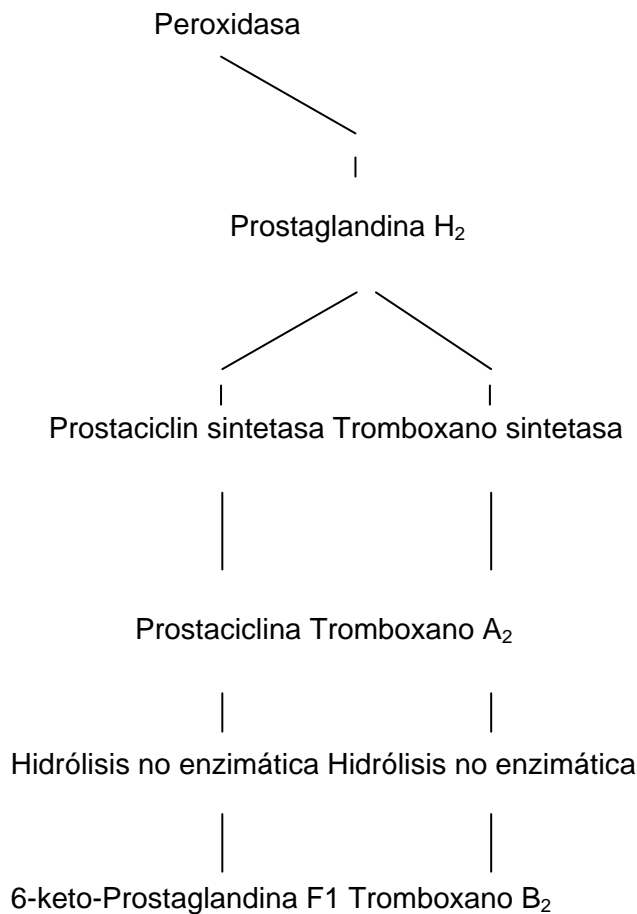 Peroxidasa
Prostaglandina H₂
Prostaciclin sintetasa Tromboxano sintetasa
Prostaciclina Tromboxano A₂
Hidrólisis no enzimática Hidrólisis no enzimática
6-keto-Prostaglandina F1 Tromboxano B₂